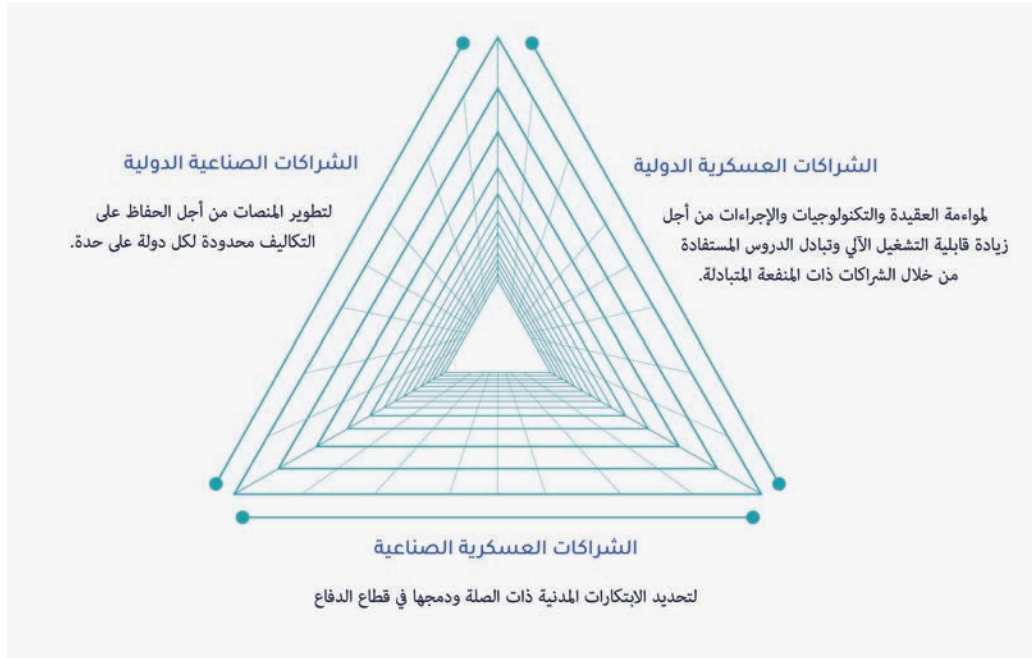 الشراكات العسكرية الدولية
لمواءمة العقيدة والتكنولوجيات والإجراءات من أجل
زيادة قابلية التشغيل الآلي وتبادل الدروس المستفادة
من خلال الشراكات ذات المنفعة المتبادلة.
الشراكات الصناعية الدولية
لتطوير المنصات من أجل الحفاظ على
التكاليف محدودة لكل دولة على حدة.
الشراكات العسكرية الصناعية
لتحديد الابتكارات المدنية ذات الصلة ودمجها في قطاع الدفاع